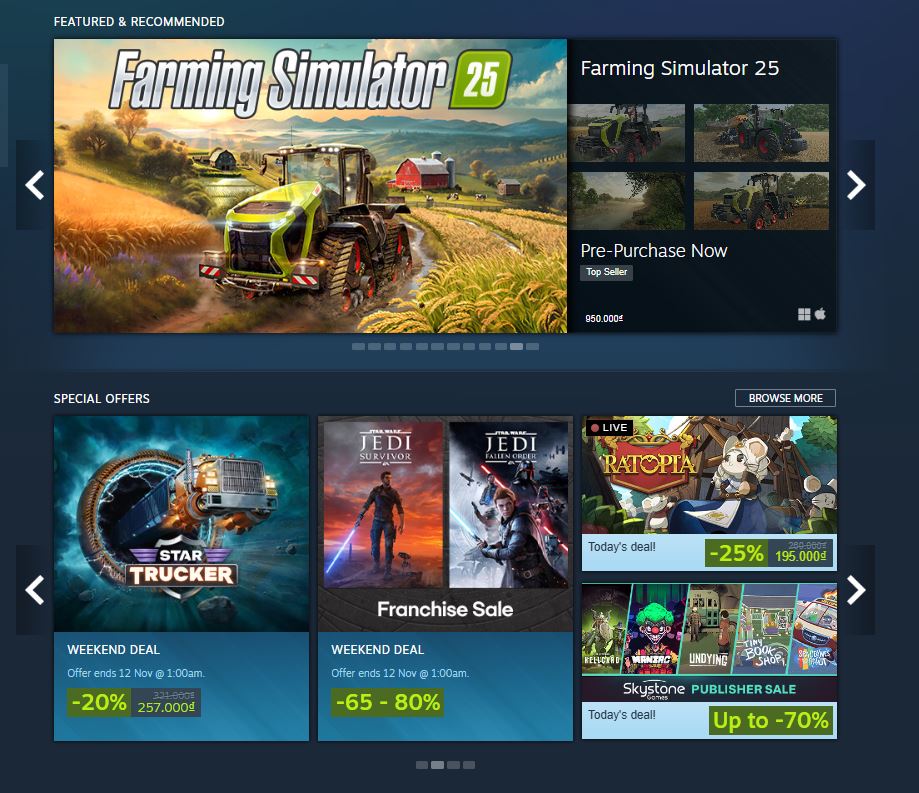 FEATURED & RECOMMENDED
Farming Simulator 25
Farming Simulator 25
Pre-Purchase Now
Top Seller
950.000₫
SPECIAL OFFERS
BROWSE MORE
STAR
TRUCKER
WEEKEND DEAL
Offer ends 12 Nov @ 1:00am.
-20%
321.000₫
257.000₫
STAR WARS
JEDI
SURVIVOR
STAR WARS
JEDI
FALLEN ORDER
Franchise Sale
WEEKEND DEAL
Offer ends 12 Nov @ 1:00am.
-65 - 80%
LIVE
RATOPIA
Today's deal!
-25%
260.000₫
195.000₫
HELLCARD
UNDYING
TINY
BOOK
SHOP
Skystone
Games
PUBLISHER SALE
Today's deal!
Up to -70%